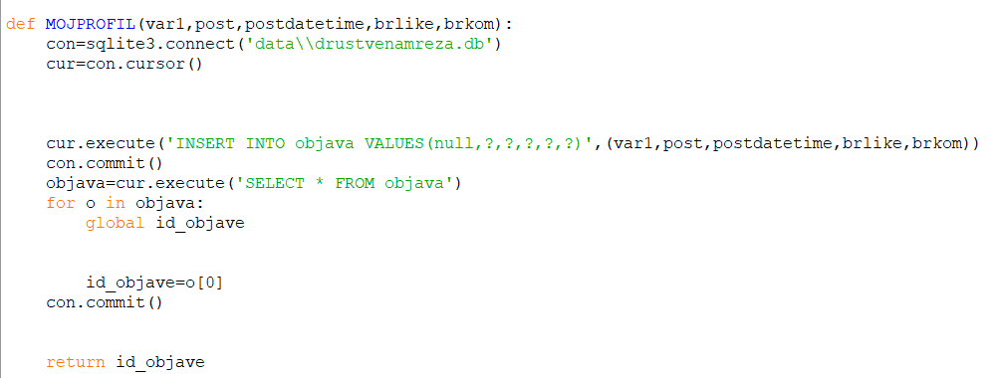 def MOJPROFIL(var1,post,postdatetime,brlike,brkom):
    con=sqlite3.connect('data\\drustvenamreza.db')
    cur=con.cursor()
    cur.execute('INSERT INTO objava VALUES(null,?,?,?,?,?)',(var1,post,postdatetime,brlike,brkom))
    con.commit()
    objava=cur.execute('SELECT * FROM objava')
    for o in objava:
        global id_objave
        id_objave=o[0]
    con.commit()
    return id_objave